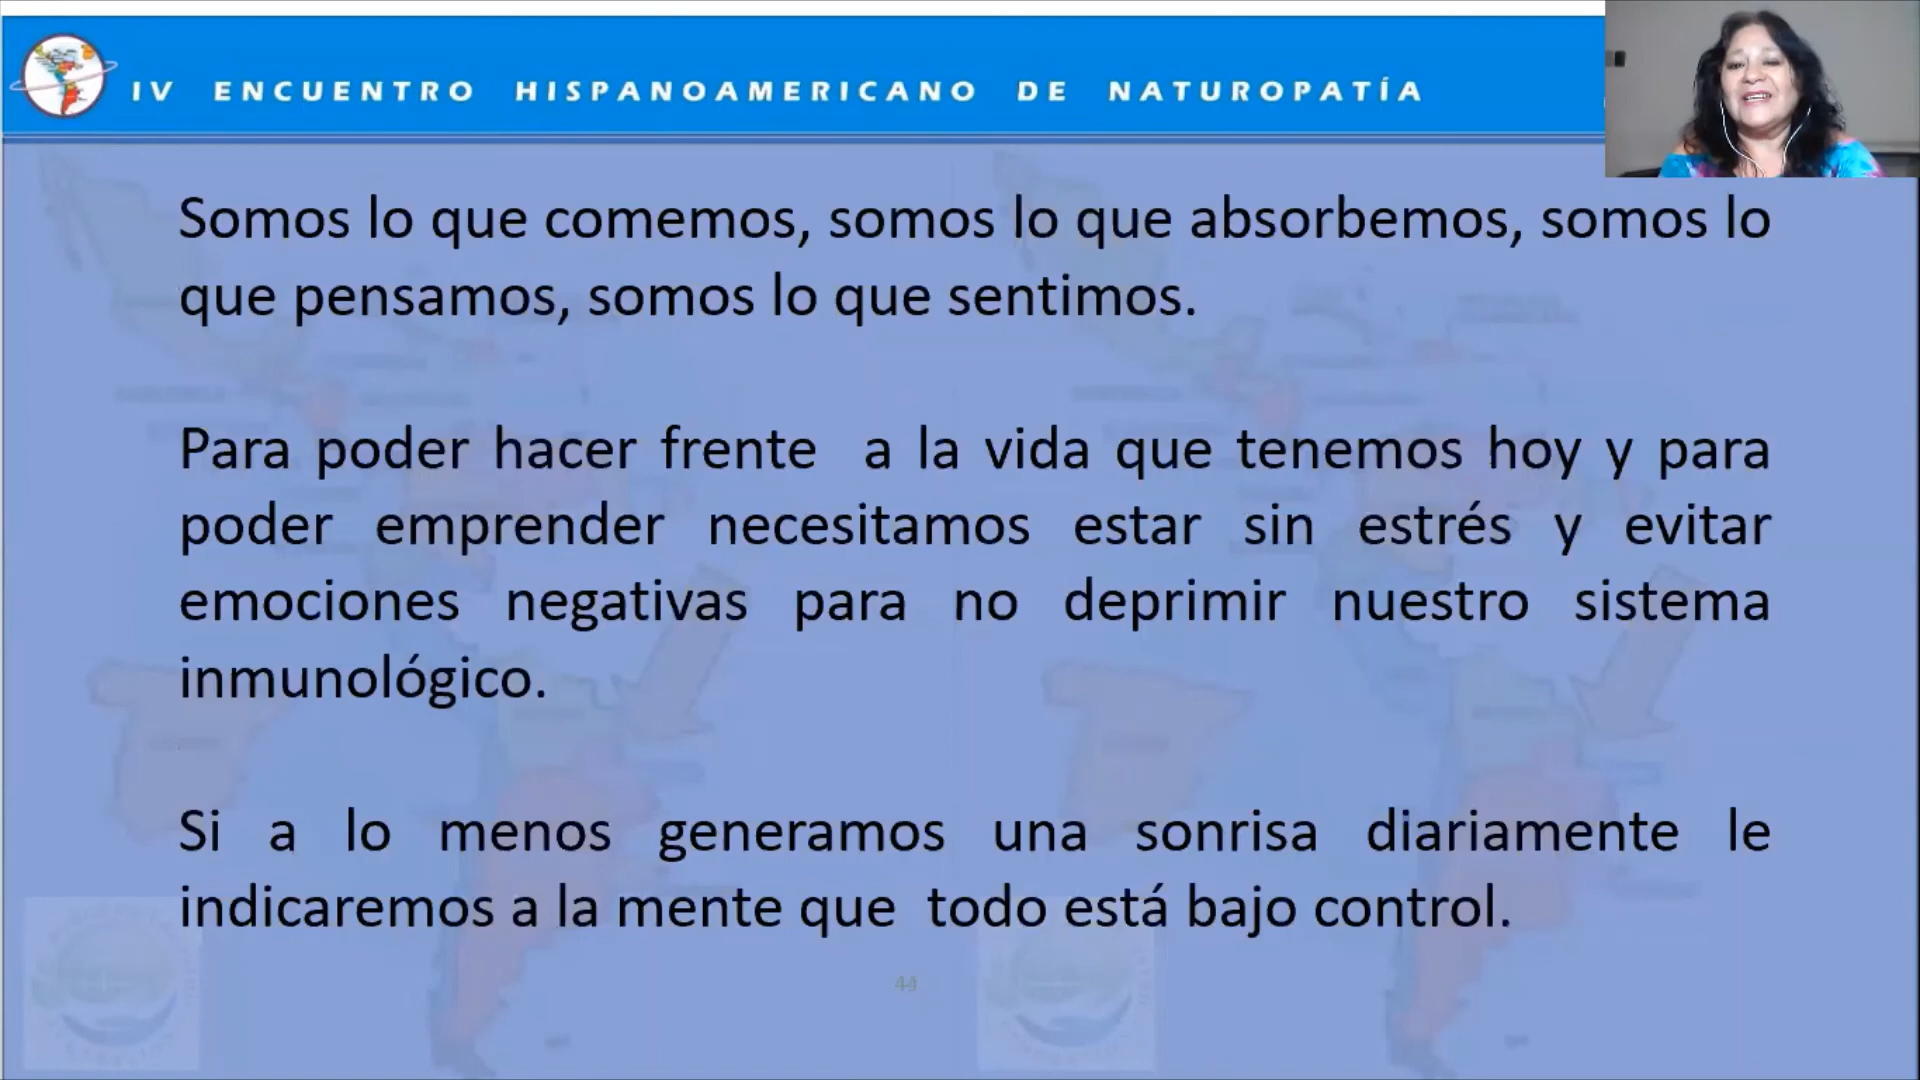 IV ENCUENTRO HISPANOAMERICANO DE NATUROPATÍA
Somos lo que comemos, somos lo que absorbemos, somos lo
que pensamos, somos lo que sentimos.
Para poder hacer frente a la vida que tenemos hoy y para
poder emprender necesitamos estar sin estrés y evitar
emociones negativas para no deprimir nuestro sistema
inmunológico.
Si a lo menos generamos una sonrisa diariamente le
indicaremos a la mente que todo está bajo control.
44